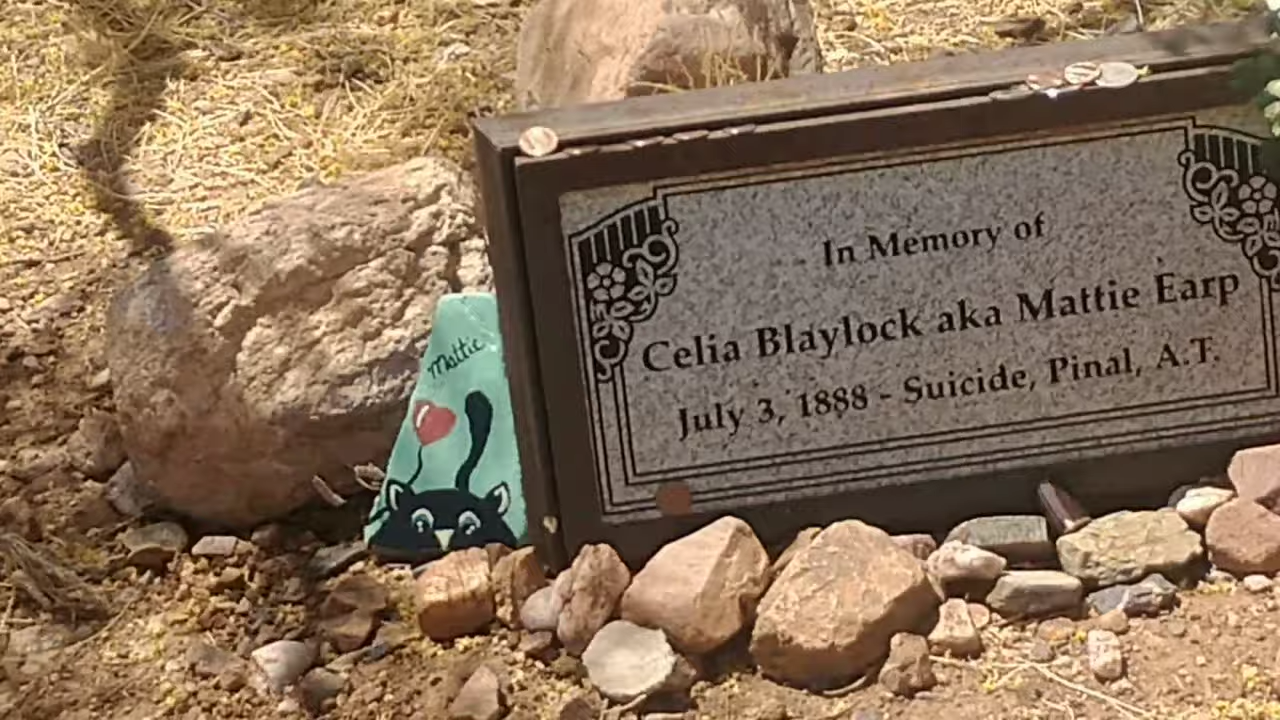 In Memory of
Celia Blaylock aka Mattie Earp
July 3, 1888 - Suicide, Pinal, A.T.
Mattie